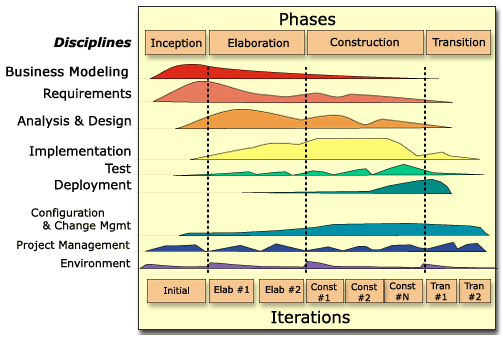 Phases
Disciplines
Inception
Elaboration
Construction
Transition
Business Modeling
Requirements
Analysis & Design
Implementation
Test
Deployment
Configuration
& Change Mgmt
Project Management
Environment
Initial
Elab #1
Elab #2
Const
#1
Const
#2
Const
#N
Tran
#1
Tran
#2
Iterations